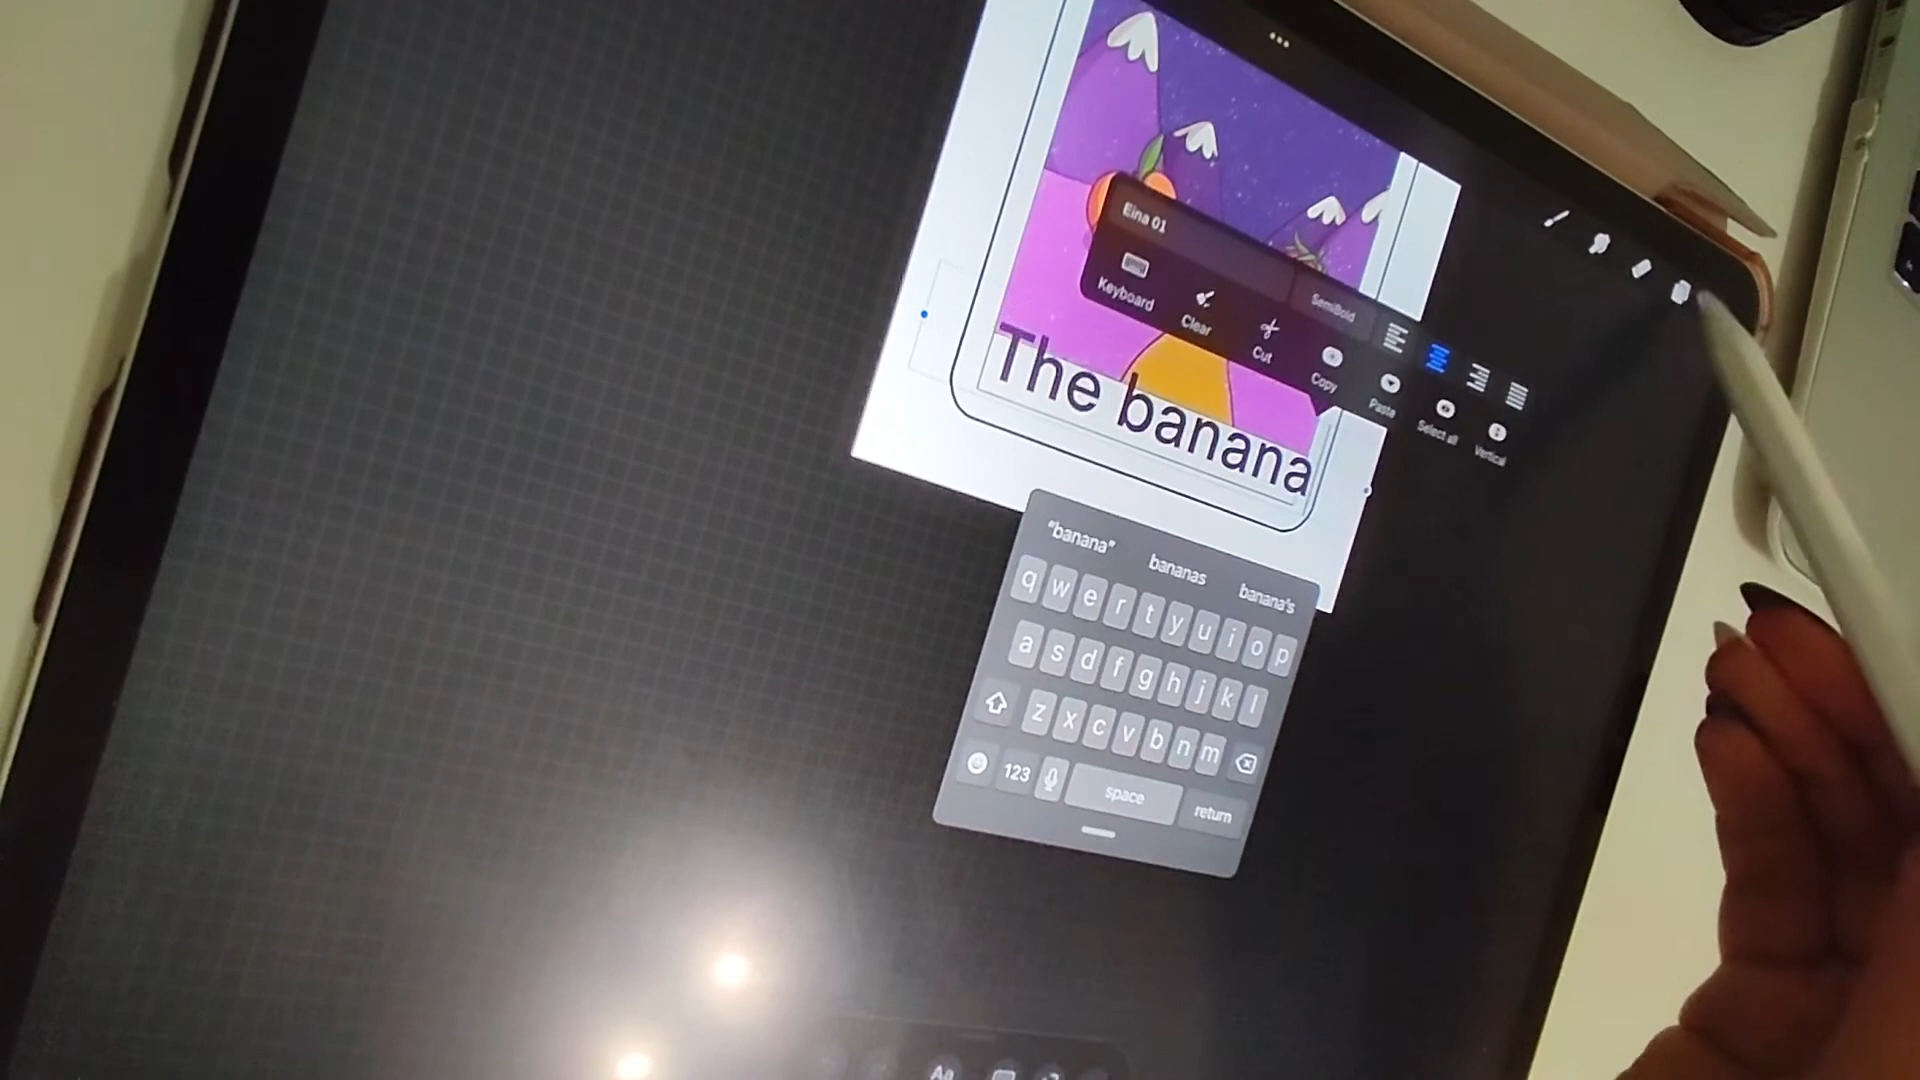 Eina 01
SemiBold
Keyboard
Clear
Cut
Copy
Paste
Select all
Vertical
The banana
"banana" bananas banana's
q w e r t y u i o p
a s d f g h j k l
z x c v b n m
123 space return
Aa